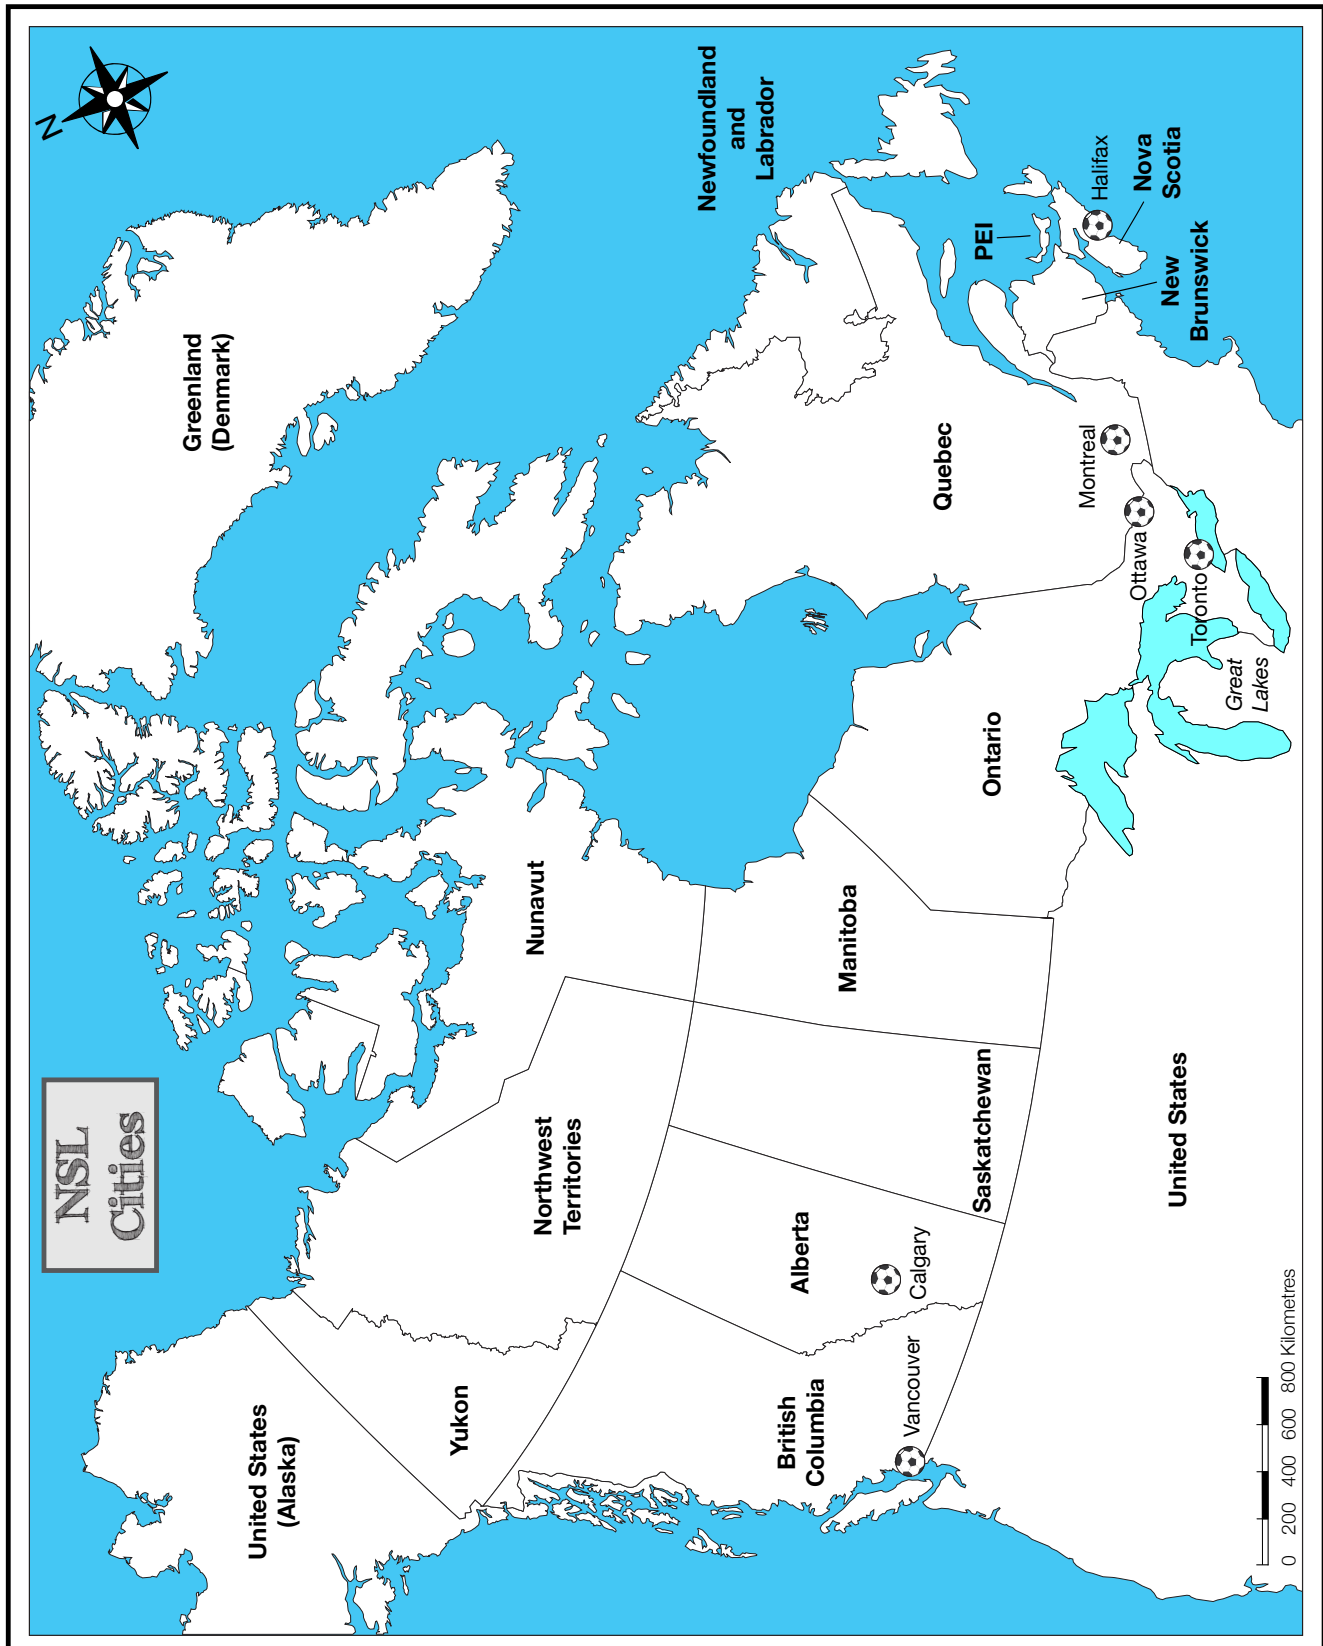 NSL
Cities
N
Greenland
(Denmark)
United States
(Alaska)
Yukon
Northwest
Territories
Nunavut
Newfoundland
and
Labrador
British
Columbia
Alberta
Saskatchewan
Manitoba
Ontario
Quebec
PEI
New
Brunswick
Nova
Scotia
Vancouver
Calgary
Toronto
Ottawa
Montreal
Halifax
Great
Lakes
United States
0 200 400 600 800 Kilometres